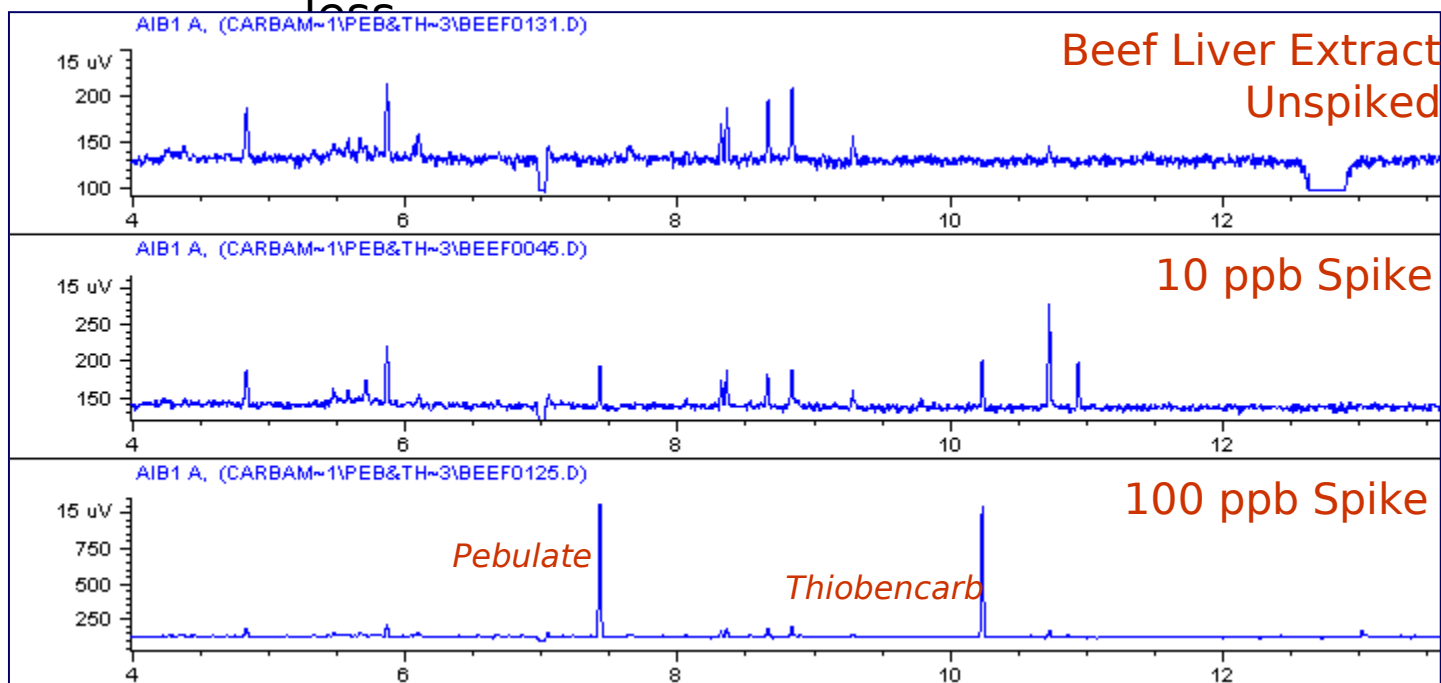 loss
AIB1 A, (CARBAM~1\PEB&TH~3\BEEF0131.D)
Beef Liver Extract
Unspiked
15 uV
200
150
100
4 6 8 10 12
AIB1 A, (CARBAM~1\PEB&TH~3\BEEF0045.D)
10 ppb Spike
15 uV
250
200
150
4 6 8 10 12
AIB1 A, (CARBAM~1\PEB&TH~3\BEEF0125.D)
100 ppb Spike
15 uV
750
Pebulate
500
Thiobencarb
250
4 6 8 10 12